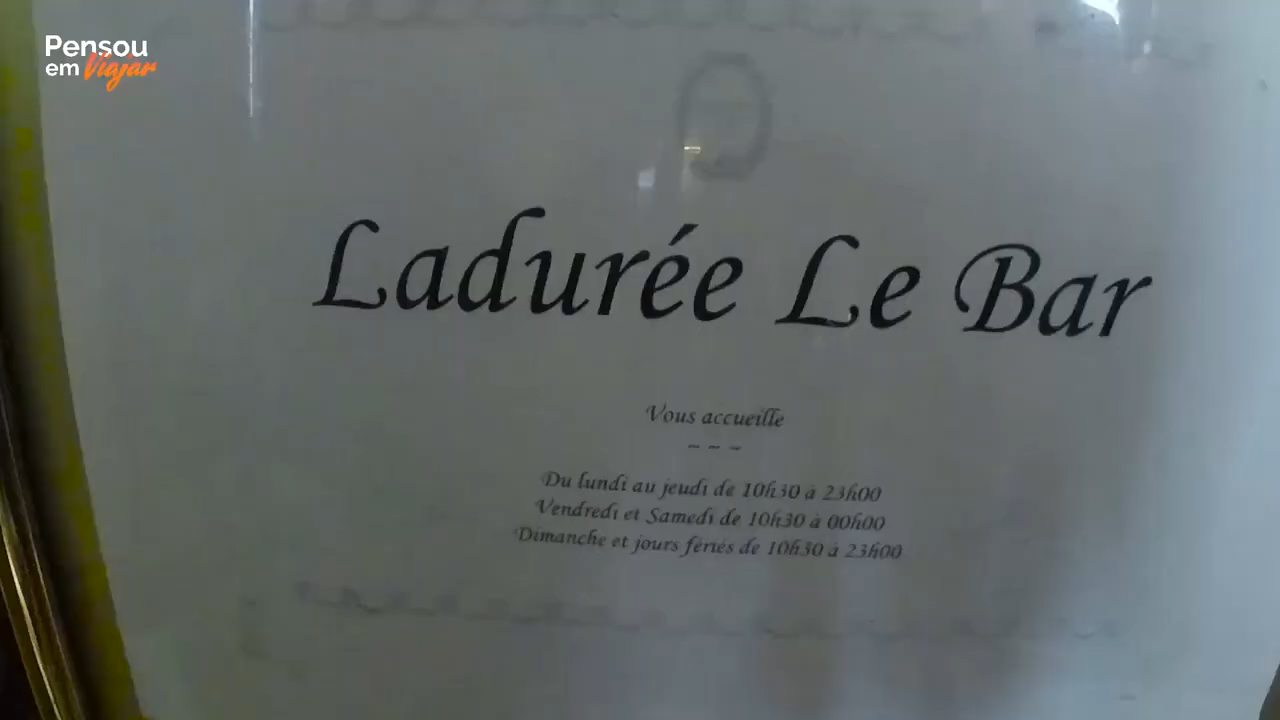 Pensou
em Viajar
Ladurée Le Bar
Vous accueille
~ ~ ~
Du lundi au jeudi de 10h30 à 23h00
Vendredi et Samedi de 10h30 à 00h00
Dimanche et jours fériés de 10h30 à 23h00